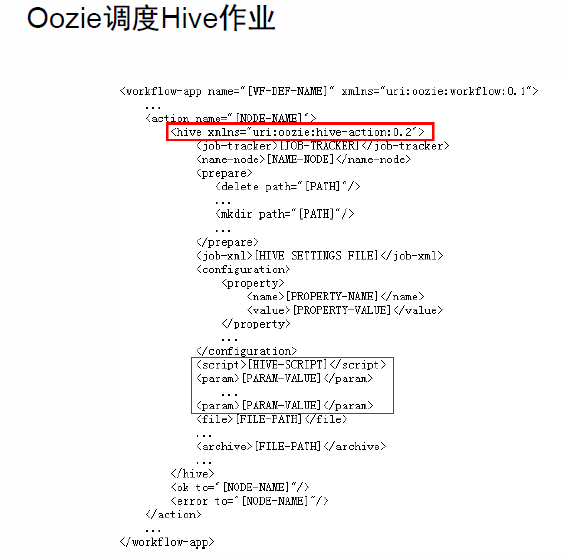 Oozie调度Hive作业
<workflow-app name="[WF-DEF-NAME]" xmlns="uri:oozie:workflow:0.1">
...
<action name="[NODE-NAME]">
<hive xmlns="uri:oozie:hive-action:0.2">
<job-tracker>[JOB-TRACKER]</job-tracker>
<name-node>[NAME-NODE]</name-node>
<prepare>
<delete path="[PATH]"/>
...
<mkdir path="[PATH]"/>
...
</prepare>
<job-xml>[HIVE SETTINGS FILE]</job-xml>
<configuration>
<property>
<name>[PROPERTY-NAME]</name>
<value>[PROPERTY-VALUE]</value>
</property>
...
</configuration>
<script>[HIVE-SCRIPT]</script>
<param>[PARAM-VALUE]</param>
...
<param>[PARAM-VALUE]</param>
<file>[FILE-PATH]</file>
...
<archive>[FILE-PATH]</archive>
...
</hive>
<ok to="[NODE-NAME]"/>
<error to="[NODE-NAME]"/>
</action>
...
</workflow-app>